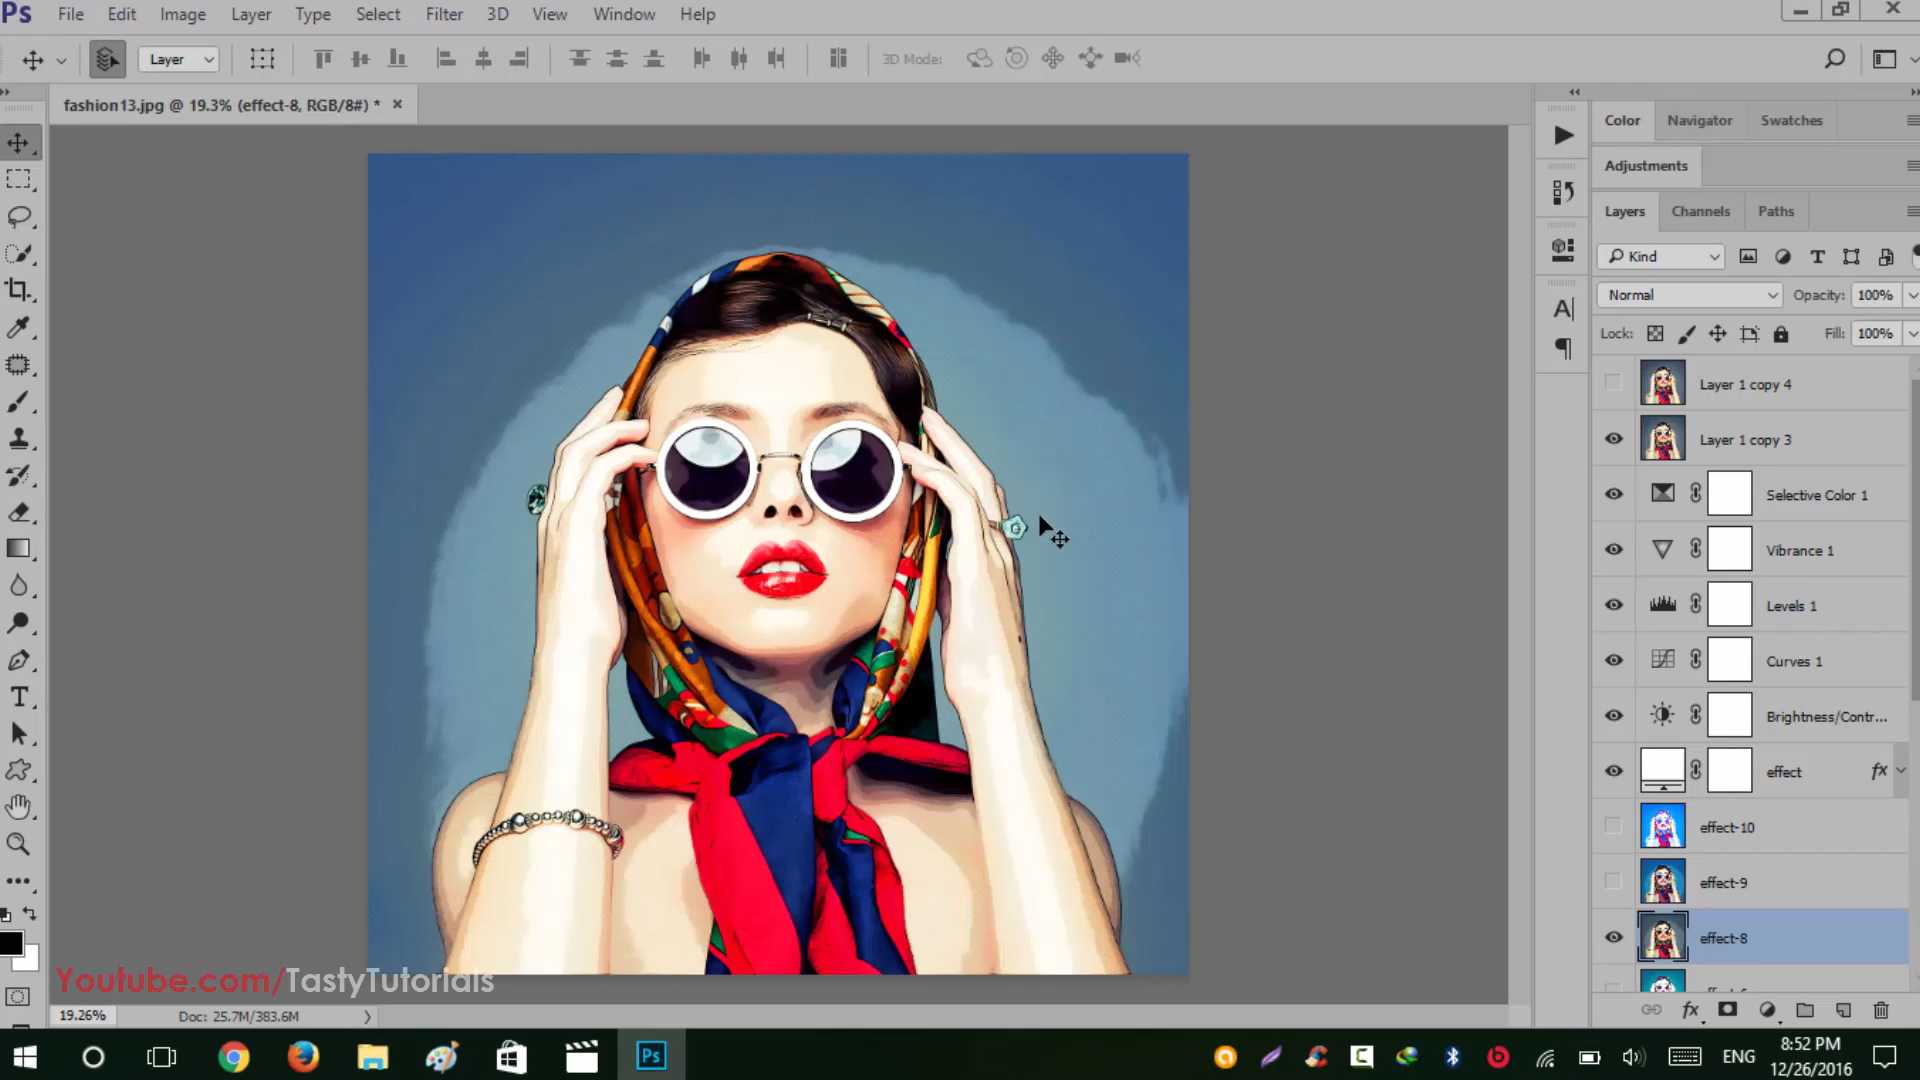 Ps File Edit Image Layer Type Select Filter 3D View Window Help
Layer 3D Mode:
fashion13.jpg @ 19.3% (effect-8, RGB/8#) * ×
Color Navigator Swatches
Adjustments
Layers Channels Paths
Kind
Normal Opacity: 100%
Lock: Fill: 100%
Layer 1 copy 4
Layer 1 copy 3
Selective Color 1
Vibrance 1
Levels 1
Curves 1
Brightness/Contr...
effect fx
effect-10
effect-9
effect-8
Youtube.com/TastyTutorials
19.26% Doc: 25.7M/383.6M
fx
Ps
ENG
8:52 PM
12/26/2016